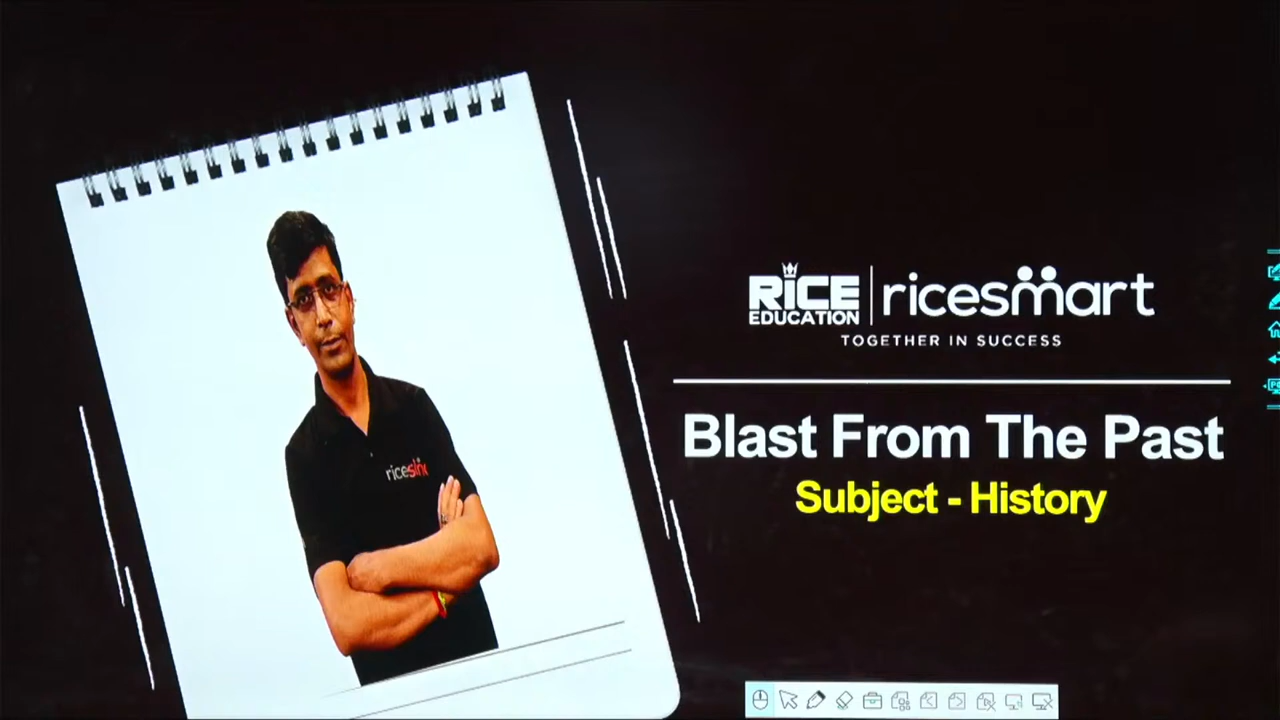 RICE
EDUCATION
ricesmart
TOGETHER IN SUCCESS
Blast From The Past
Subject - History